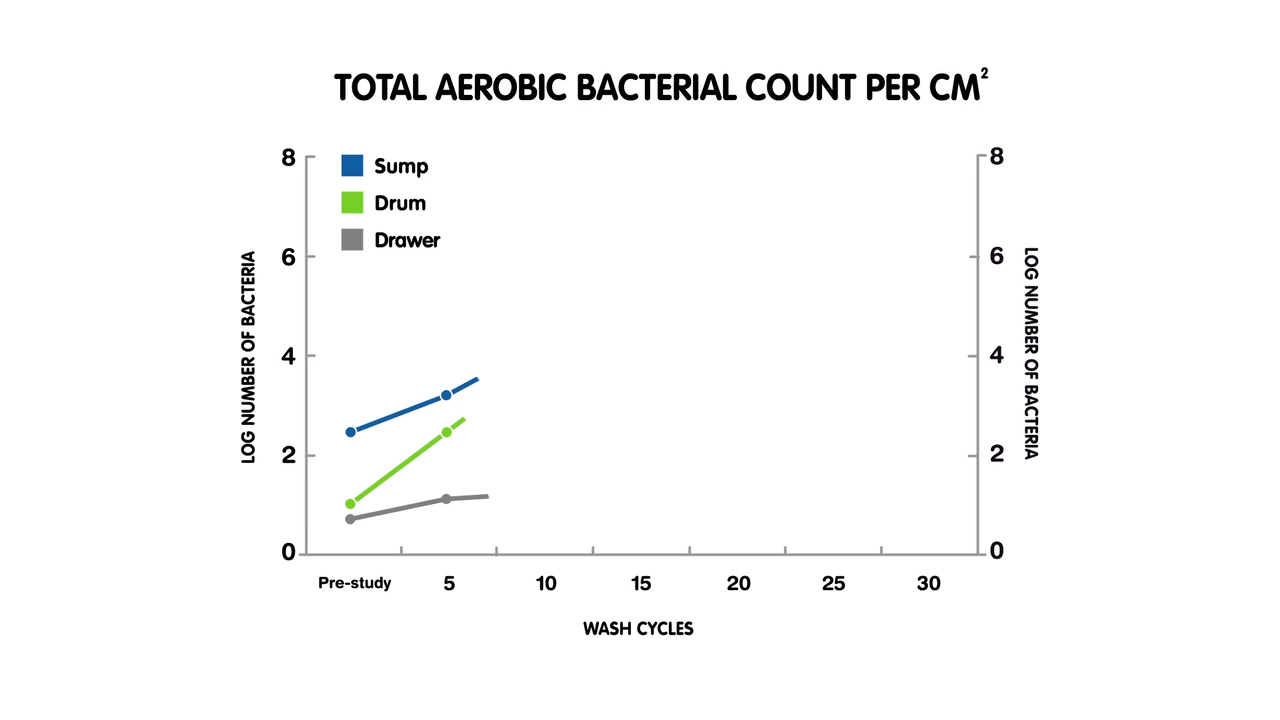 TOTAL AEROBIC BACTERIAL COUNT PER CM²
8
6
4
2
0
LOG NUMBER OF BACTERIA
Sump
Drum
Drawer
8
6
4
2
0
LOG NUMBER OF BACTERIA
Pre-study 5 10 15 20 25 30
WASH CYCLES